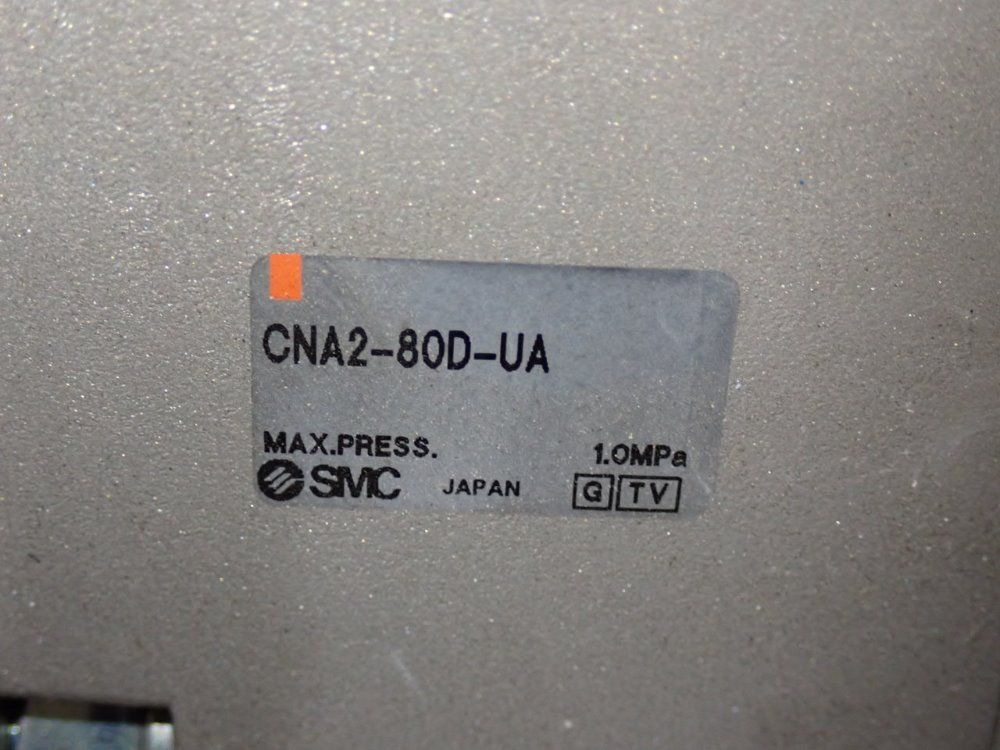 CNA2-80D-UA
MAX.PRESS. 1.0MPa
SMC JAPAN G TV